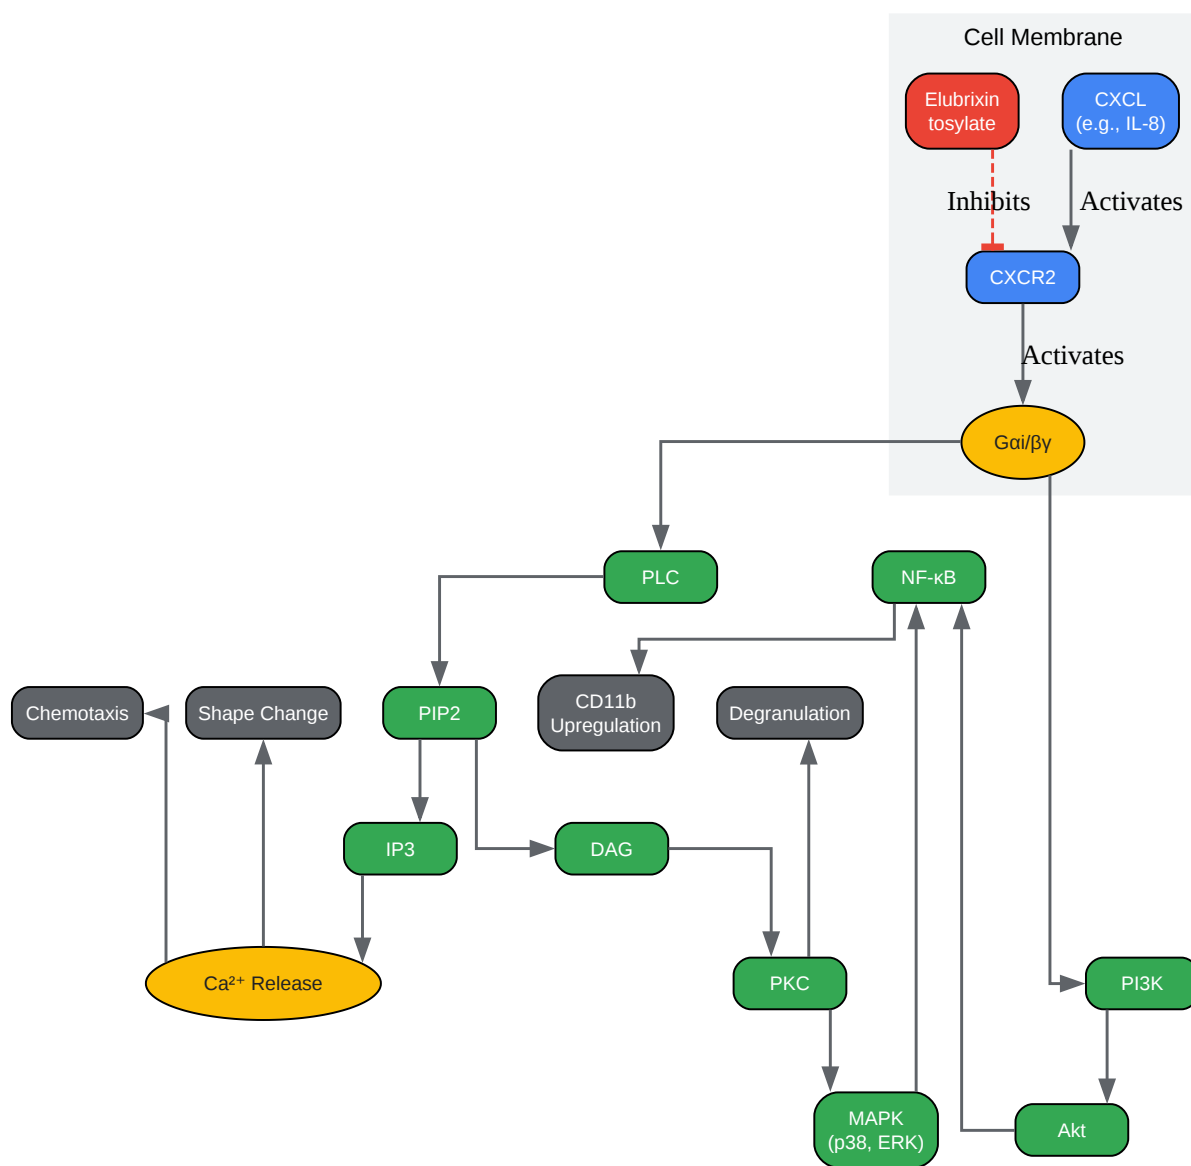 Cell Membrane
Elubrixin
tosylate
CXCL
(e.g., IL-8)
Inhibits
Activates
CXCR2
Activates
Gαi/βγ
PLC
NF-κB
Chemotaxis
Shape Change
PIP2
CD11b
Upregulation
Degranulation
IP3
DAG
Ca²⁺ Release
PKC
PI3K
MAPK
(p38, ERK)
Akt